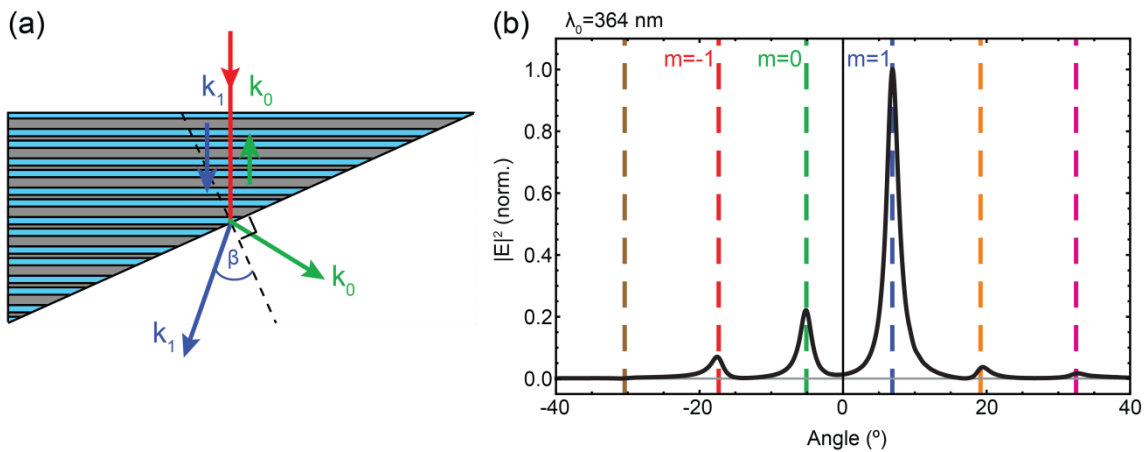 (a)
k₁ k₀
β
k₀
k₁
(b)
λ₀=364 nm
m=-1 m=0 m=1
|E|² (norm.)
1.0
0.8
0.6
0.4
0.2
0.0
-40 -20 0 20 40
Angle (º)